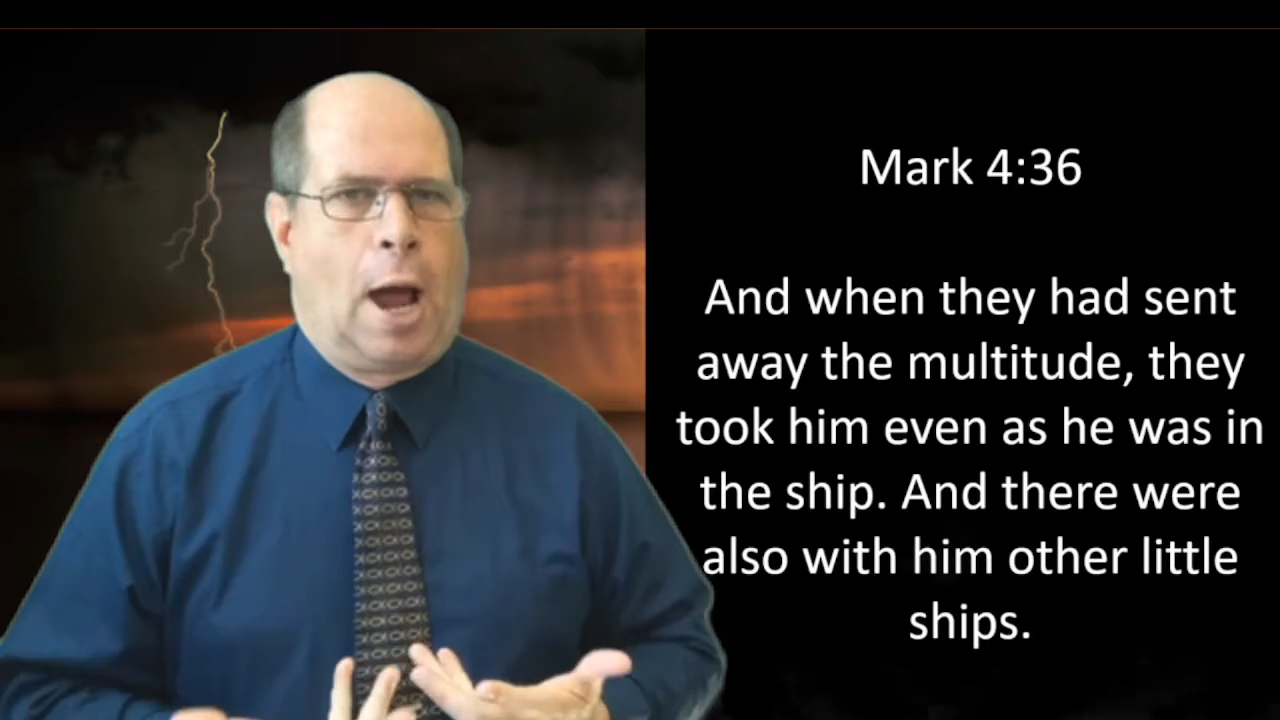 Mark 4:36
And when they had sent
away the multitude, they
took him even as he was in
the ship. And there were
also with him other little
ships.